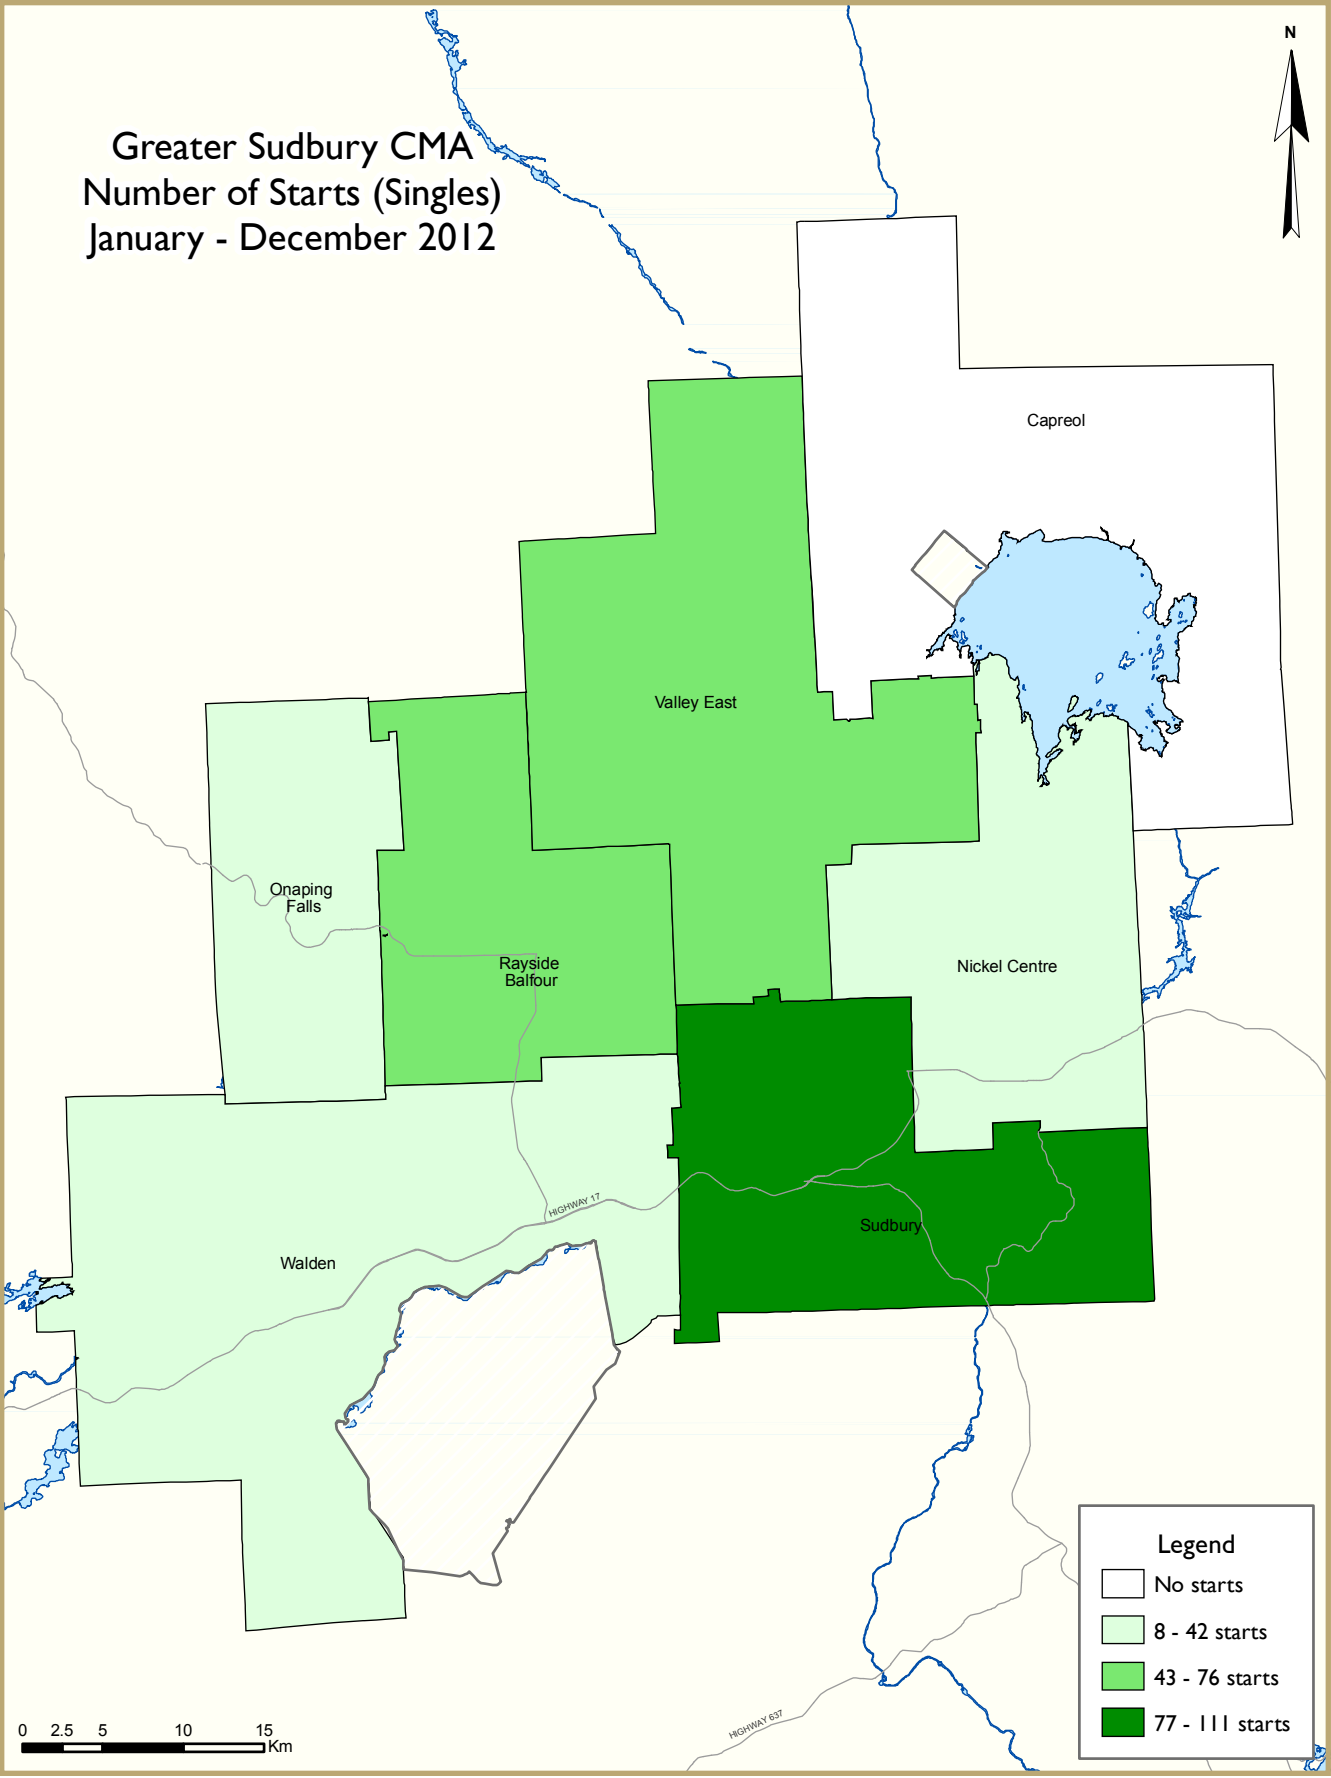 N
Greater Sudbury CMA
Number of Starts (Singles)
January - December 2012
Capreol
Valley East
Onaping
Falls
Rayside
Balfour
Nickel Centre
HIGHWAY 17
Sudbury
Walden
Legend
No starts
8 - 42 starts
43 - 76 starts
77 - 111 starts
HIGHWAY 637
0 2.5 5 10 15
Km